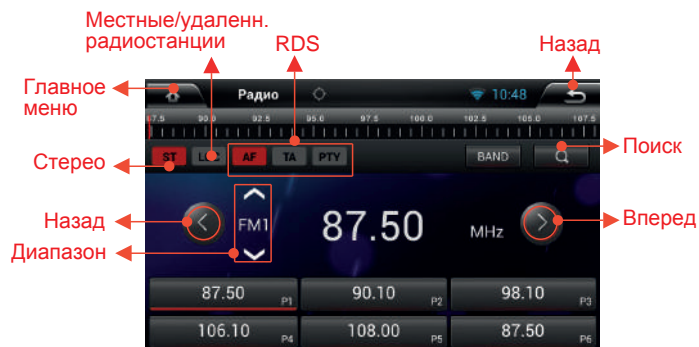 Местные/удаленн.
радиостанции
RDS
Назад
Главное
меню
Радио
10:48
87.5 90.0 92.5 95.0 97.5 100.0 102.5 105.0 107.5
Стерео
ST LOC AF TA PTY BAND
Поиск
Назад
FM1
87.50 MHz
Вперед
Диапазон
87.50 P1 90.10 P2 98.10 P3
106.10 P4 108.00 P5 87.50 P6